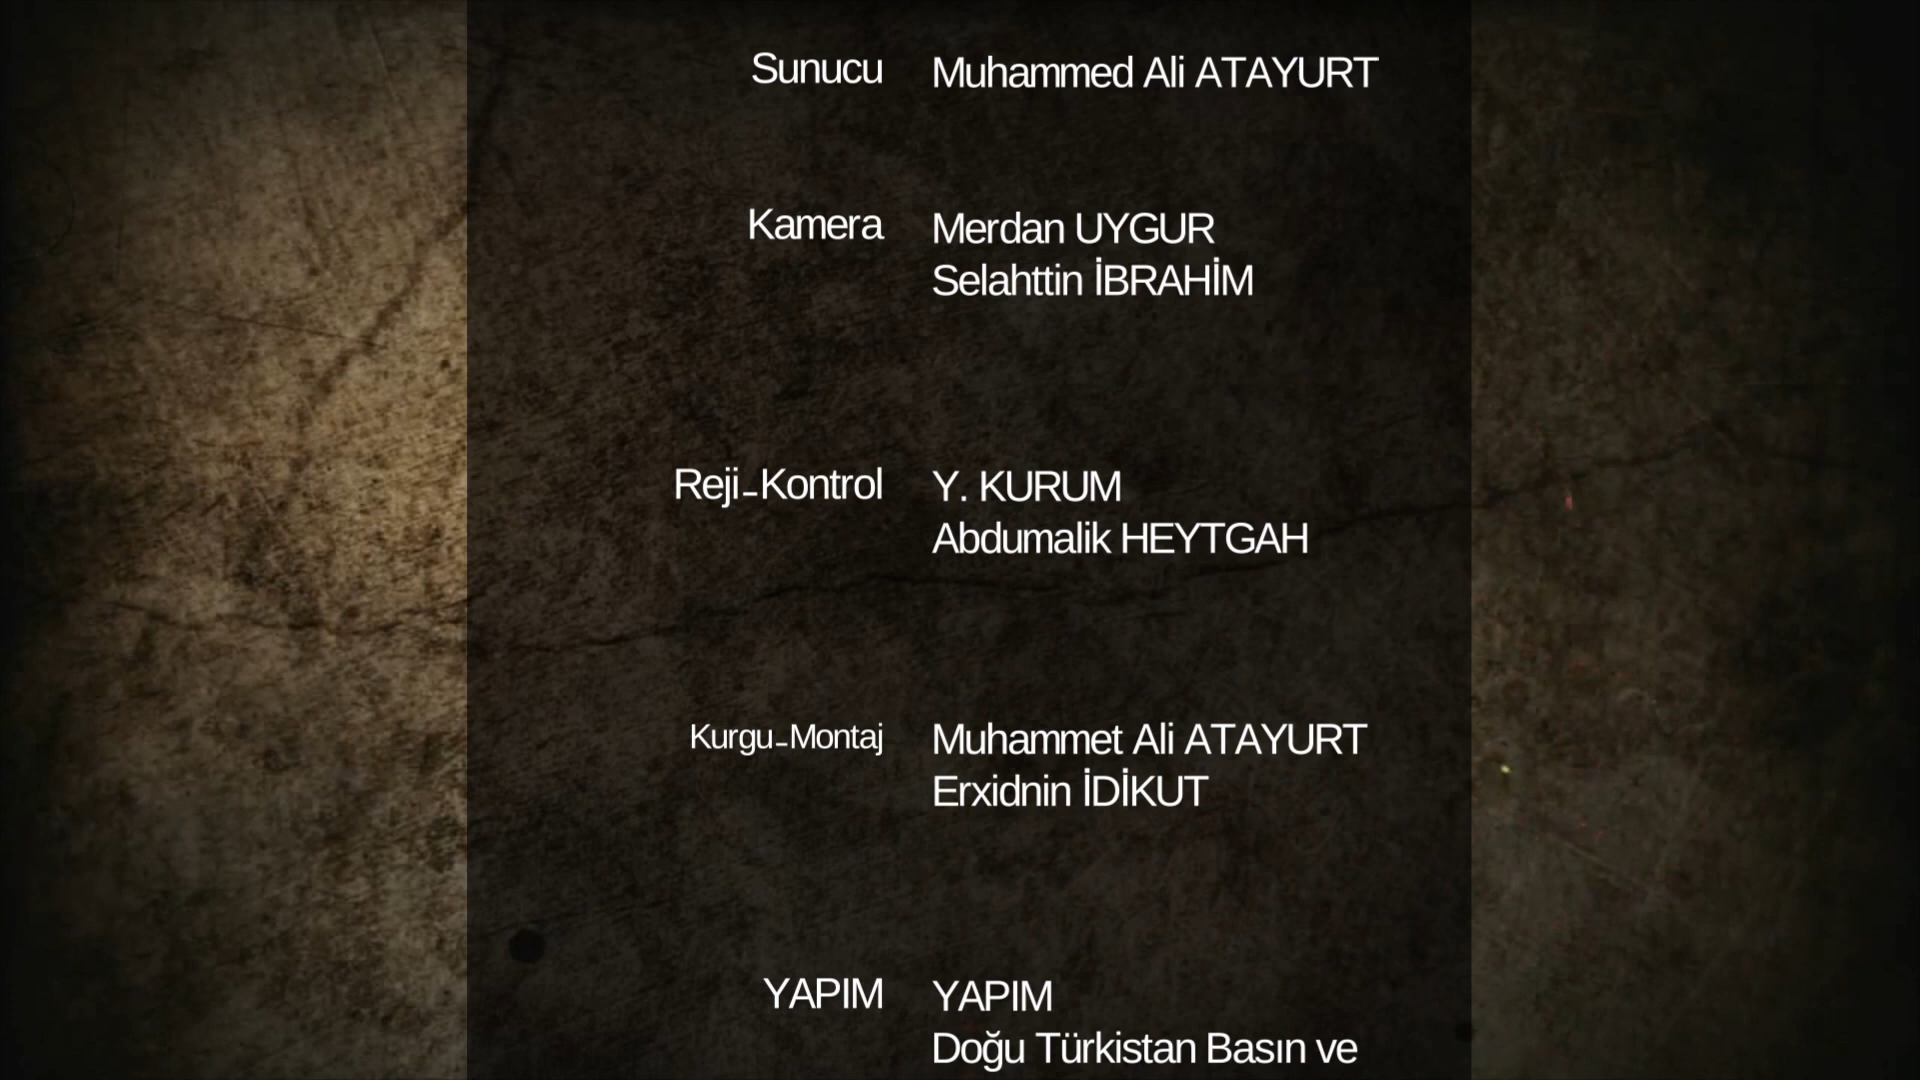 Sunucu Muhammed Ali ATAYURT
Kamera Merdan UYGUR
Selahttin İBRAHİM
Reji-Kontrol Y. KURUM
Abdumalik HEYTGAH
Kurgu-Montaj Muhammet Ali ATAYURT
Erxidnin İDİKUT
YAPIM YAPIM
Doğu Türkistan Basın ve